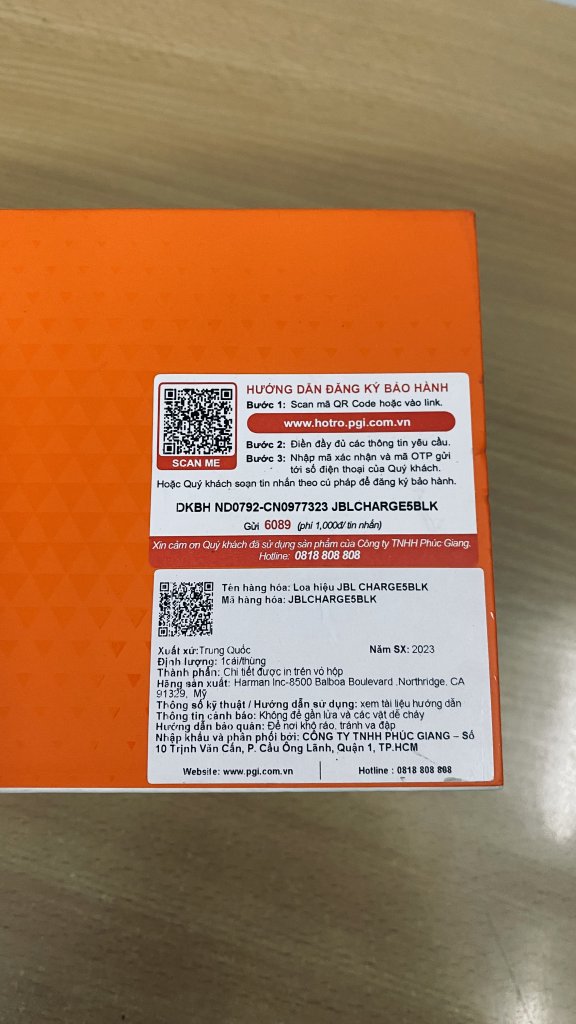 HƯỚNG DẪN ĐĂNG KÝ BẢO HÀNH
Bước 1: Scan mã QR Code hoặc vào link.
www.hotro.pgi.com.vn
SCAN ME
Bước 2: Điền đầy đủ các thông tin yêu cầu.
Bước 3: Nhập mã xác nhận và mã OTP gửi
tới số điện thoại của Quý khách.
Hoặc Quý khách soạn tin nhắn theo cú pháp để đăng ký bảo hành.
DKBH ND0792-CN0977323 JBLCHARGE5BLK
Gửi 6089 (phí 1,000đ/ tin nhắn)
Xin cảm ơn Quý khách đã sử dụng sản phẩm của Công ty TNHH Phúc Giang.
Hotline: 0818 808 808
Tên hàng hóa: Loa hiệu JBL CHARGE5BLK
Mã hàng hóa: JBLCHARGE5BLK
Xuất xứ:Trung Quốc Năm SX: 2023
Định lượng: 1cái/thùng
Thành phần: Chi tiết được in trên vỏ hộp
Hãng sản xuất: Harman Inc-8500 Balboa Boulevard ,Northridge, CA
91329, Mỹ
Thông số kỹ thuật / Hướng dẫn sử dụng: xem tài liệu hướng dẫn
Thông tin cảnh báo: Không để gần lửa và các vật dễ cháy
Hướng dẫn bảo quản: Để nơi khô ráo, tránh va đập
Nhập khẩu và phân phối bởi: CÔNG TY TNHH PHÚC GIANG – Số
10 Trịnh Văn Cấn, P. Cầu Ông Lãnh, Quận 1, TP.HCM
Website: www.pgi.com.vn Hotline : 0818 808 808